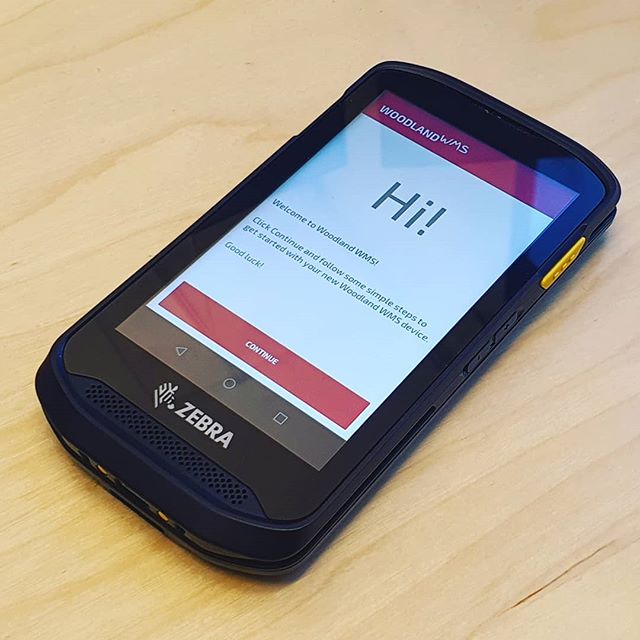 WOODLANDWMS
Hi!
Welcome to Woodland WMS!
Click Continue and follow some simple steps to
get started with your new Woodland WMS device.
Good luck!
CONTINUE
ZEBRA